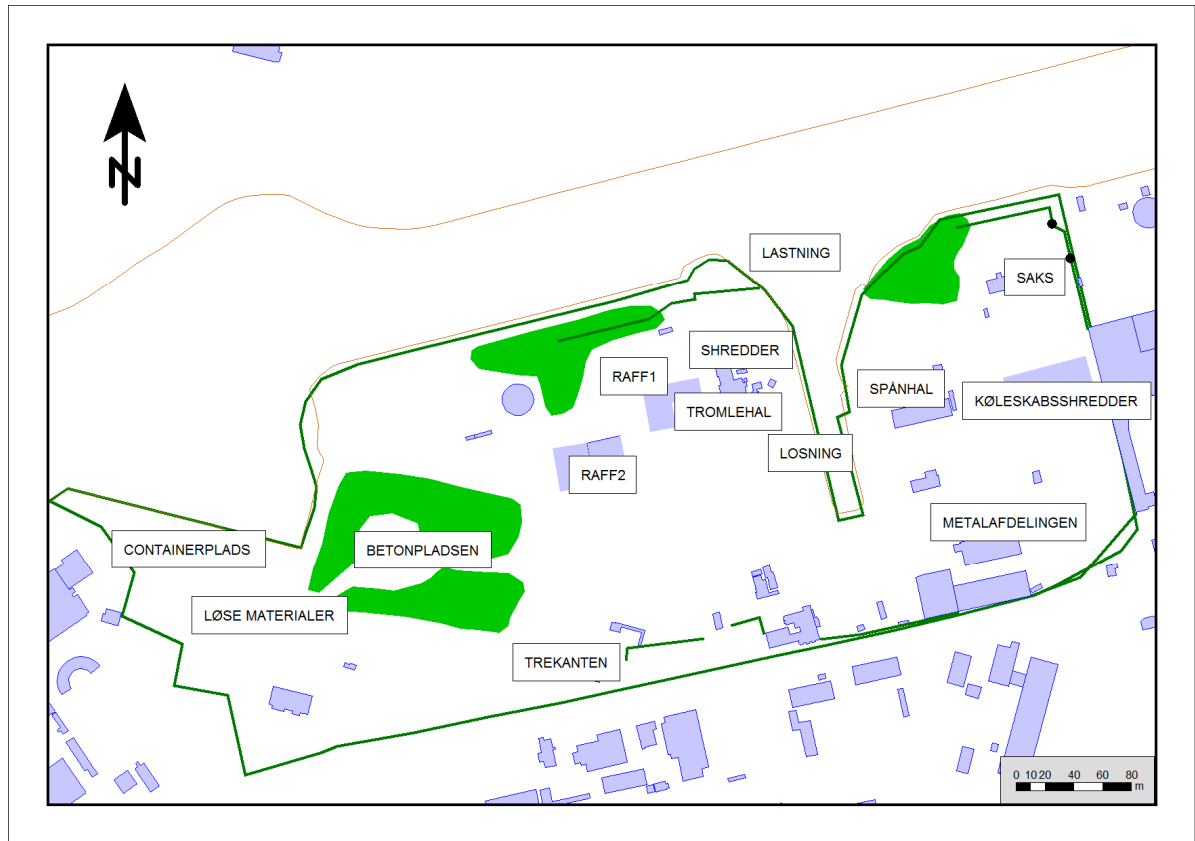 N
LASTNING
SAKS
SHREDDER
RAFF1
SPÅNHAL
KØLESKABSSHREDDER
TROMLEHAL
LOSNING
RAFF2
METALAFDELINGEN
CONTAINERPLADS
BETONPLADSEN
LØSE MATERIALER
TREKANTEN
0 10 20 40 60 80
m